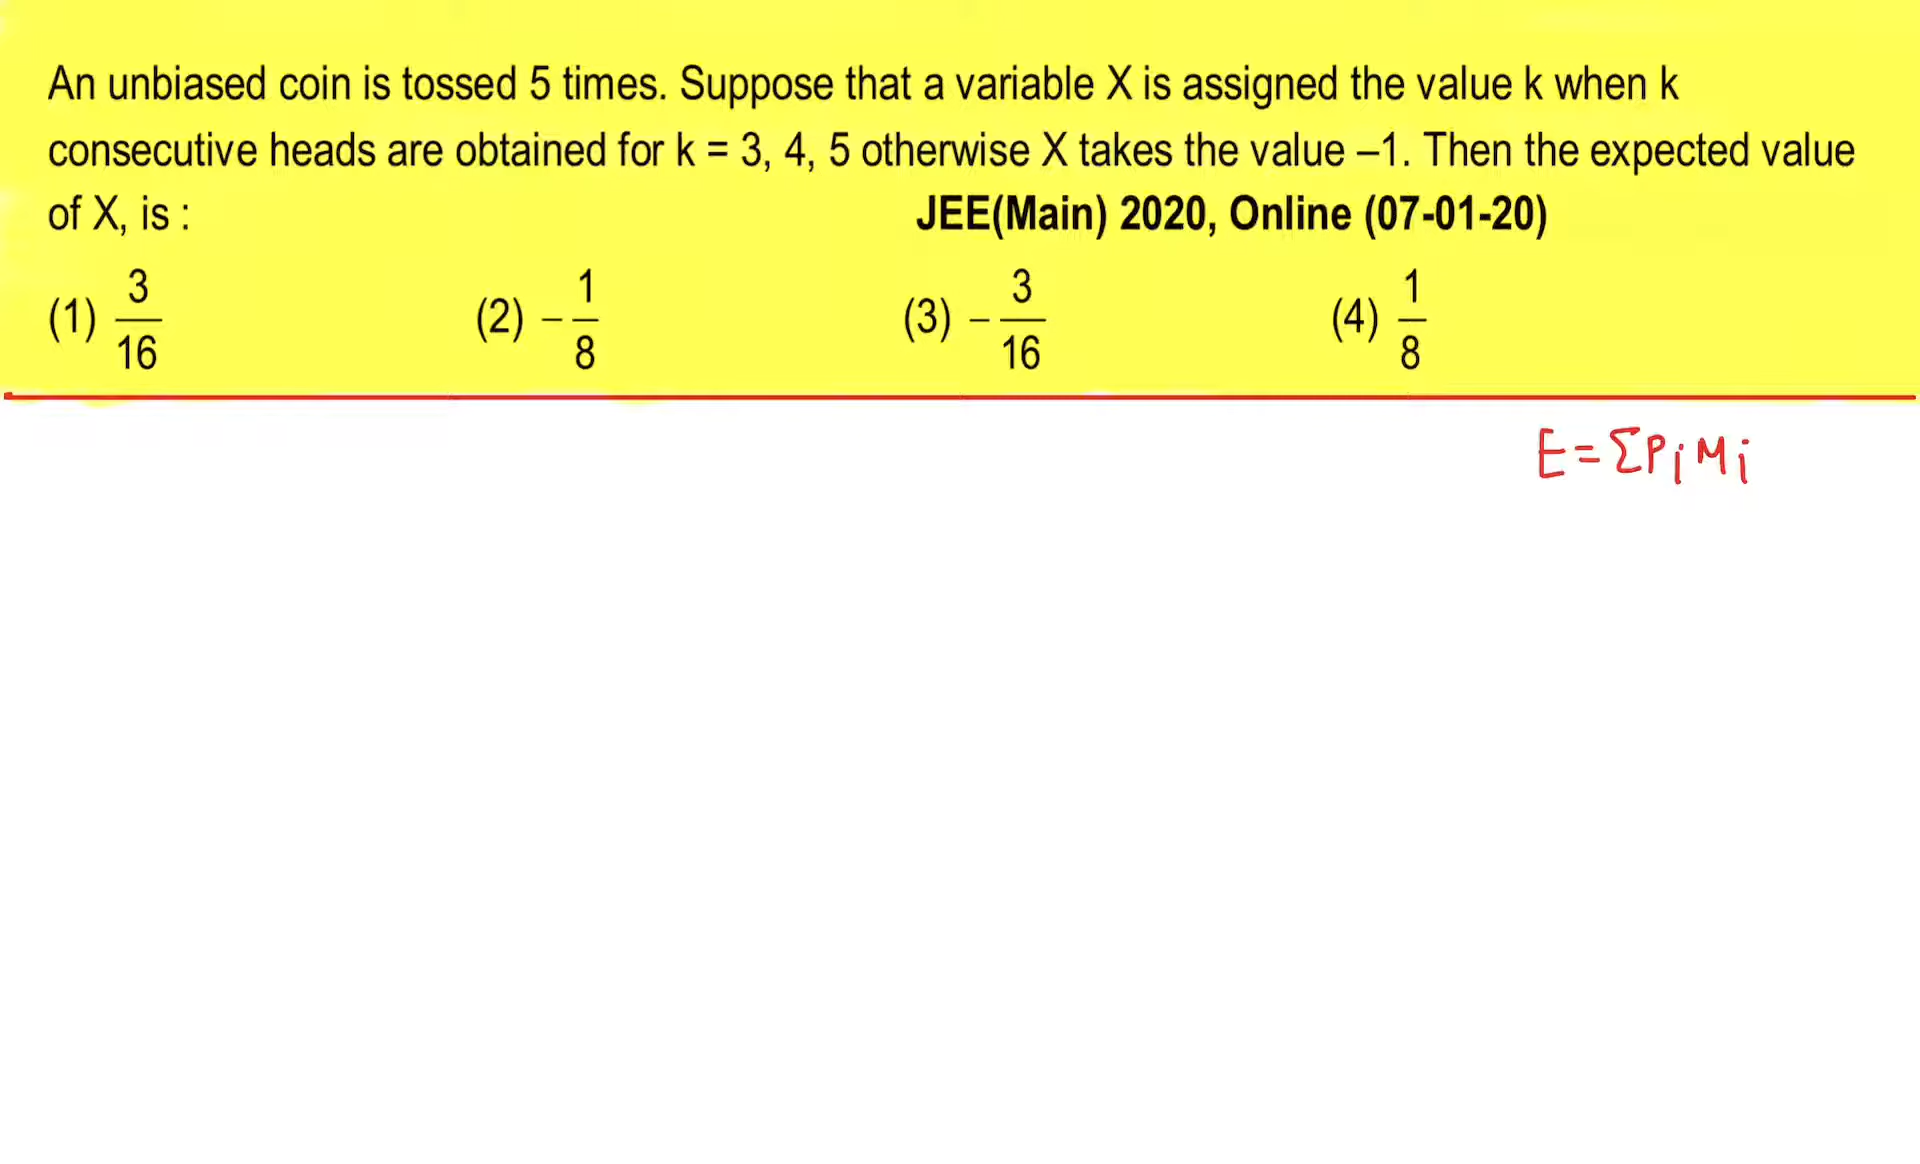 An unbiased coin is tossed 5 times. Suppose that a variable X is assigned the value k when k
consecutive heads are obtained for k = 3, 4, 5 otherwise X takes the value –1. Then the expected value
of X, is : JEE(Main) 2020, Online (07-01-20)
(1) 3/16 (2) –1/8 (3) –3/16 (4) 1/8
E=ΣPiMi